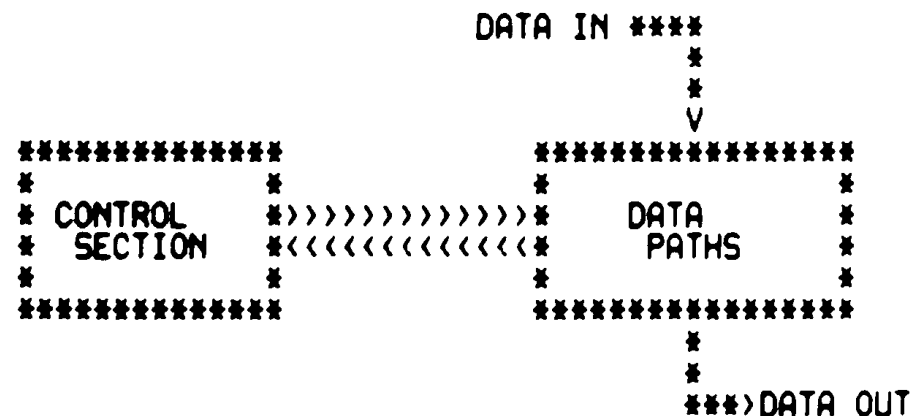 DATA IN
CONTROL
SECTION
DATA
PATHS
DATA OUT